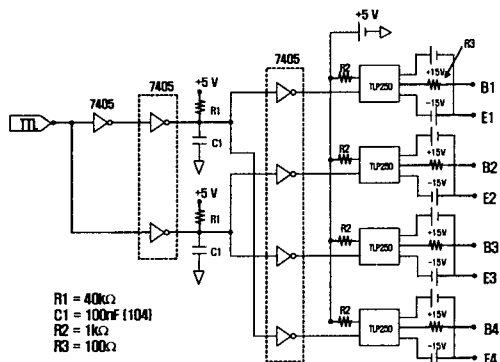 +5 V
R3
R2
TLP250
+15V
B1
-15V
E1
7405
7405
7405
+5 V
R1
C1
TTL
R2
TLP250
+15V
B2
-15V
E2
+5 V
R1
C1
R2
TLP250
+15V
B3
-15V
E3
R2
TLP250
+15V
B4
-15V
E4
R1 = 40kΩ
C1 = 100nF (104)
R2 = 1kΩ
R3 = 100Ω